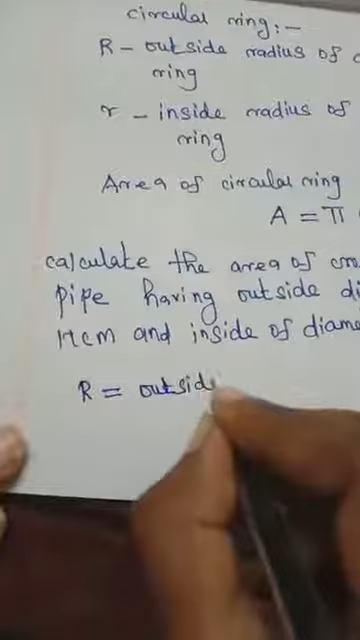 circular ring:-
R - outside radius of
ring
r - inside radius of
ring
Area of circular ring
A = π
calculate the area of
pipe having outside
14cm and inside of
R = outside